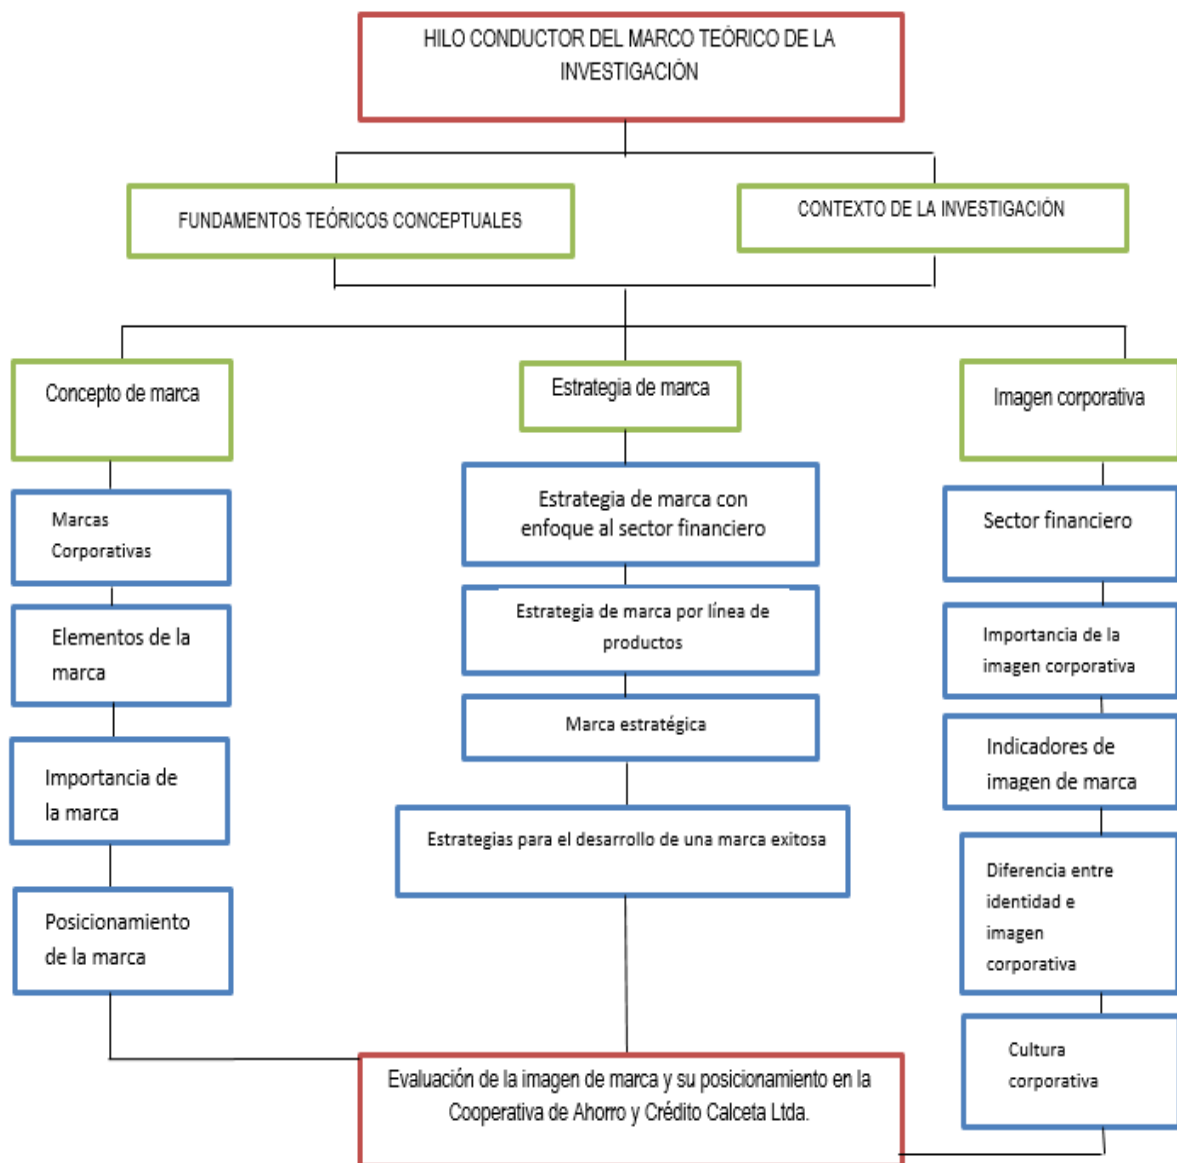 HILO CONDUCTOR DEL MARCO TEÓRICO DE LA
INVESTIGACIÓN
FUNDAMENTOS TEÓRICOS CONCEPTUALES
CONTEXTO DE LA INVESTIGACIÓN
Concepto de marca
Estrategia de marca
Imagen corporativa
Marcas
Corporativas
Elementos de la
marca
Importancia de
la marca
Posicionamiento
de la marca
Estrategia de marca con
enfoque al sector financiero
Estrategia de marca por línea de
productos
Marca estratégica
Estrategias para el desarrollo de una marca exitosa
Sector financiero
Importancia de la
imagen corporativa
Indicadores de
imagen de marca
Diferencia entre
identidad e
imagen
corporativa
Cultura
corporativa
Evaluación de la imagen de marca y su posicionamiento en la
Cooperativa de Ahorro y Crédito Calceta Ltda.